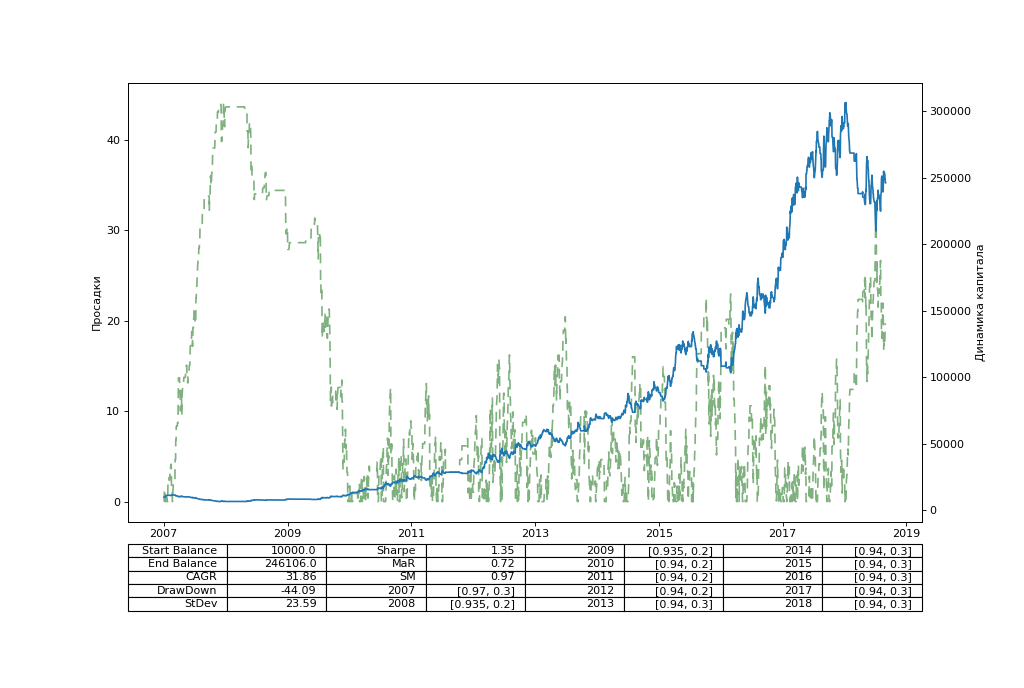 40
30
20
10
0
Просадки
300000
250000
200000
150000
100000
50000
0
Динамика капитала
2007 2009 2011 2013 2015 2017 2019
Start Balance 10000.0 Sharpe 1.35 2009 [0.935, 0.2] 2014 [0.94, 0.3]
End Balance 246106.0 MaR 0.72 2010 [0.94, 0.2] 2015 [0.94, 0.3]
CAGR 31.86 SM 0.97 2011 [0.94, 0.2] 2016 [0.94, 0.3]
DrawDown -44.09 2007 [0.97, 0.3] 2012 [0.94, 0.2] 2017 [0.94, 0.3]
StDev 23.59 2008 [0.935, 0.2] 2013 [0.94, 0.3] 2018 [0.94, 0.3]